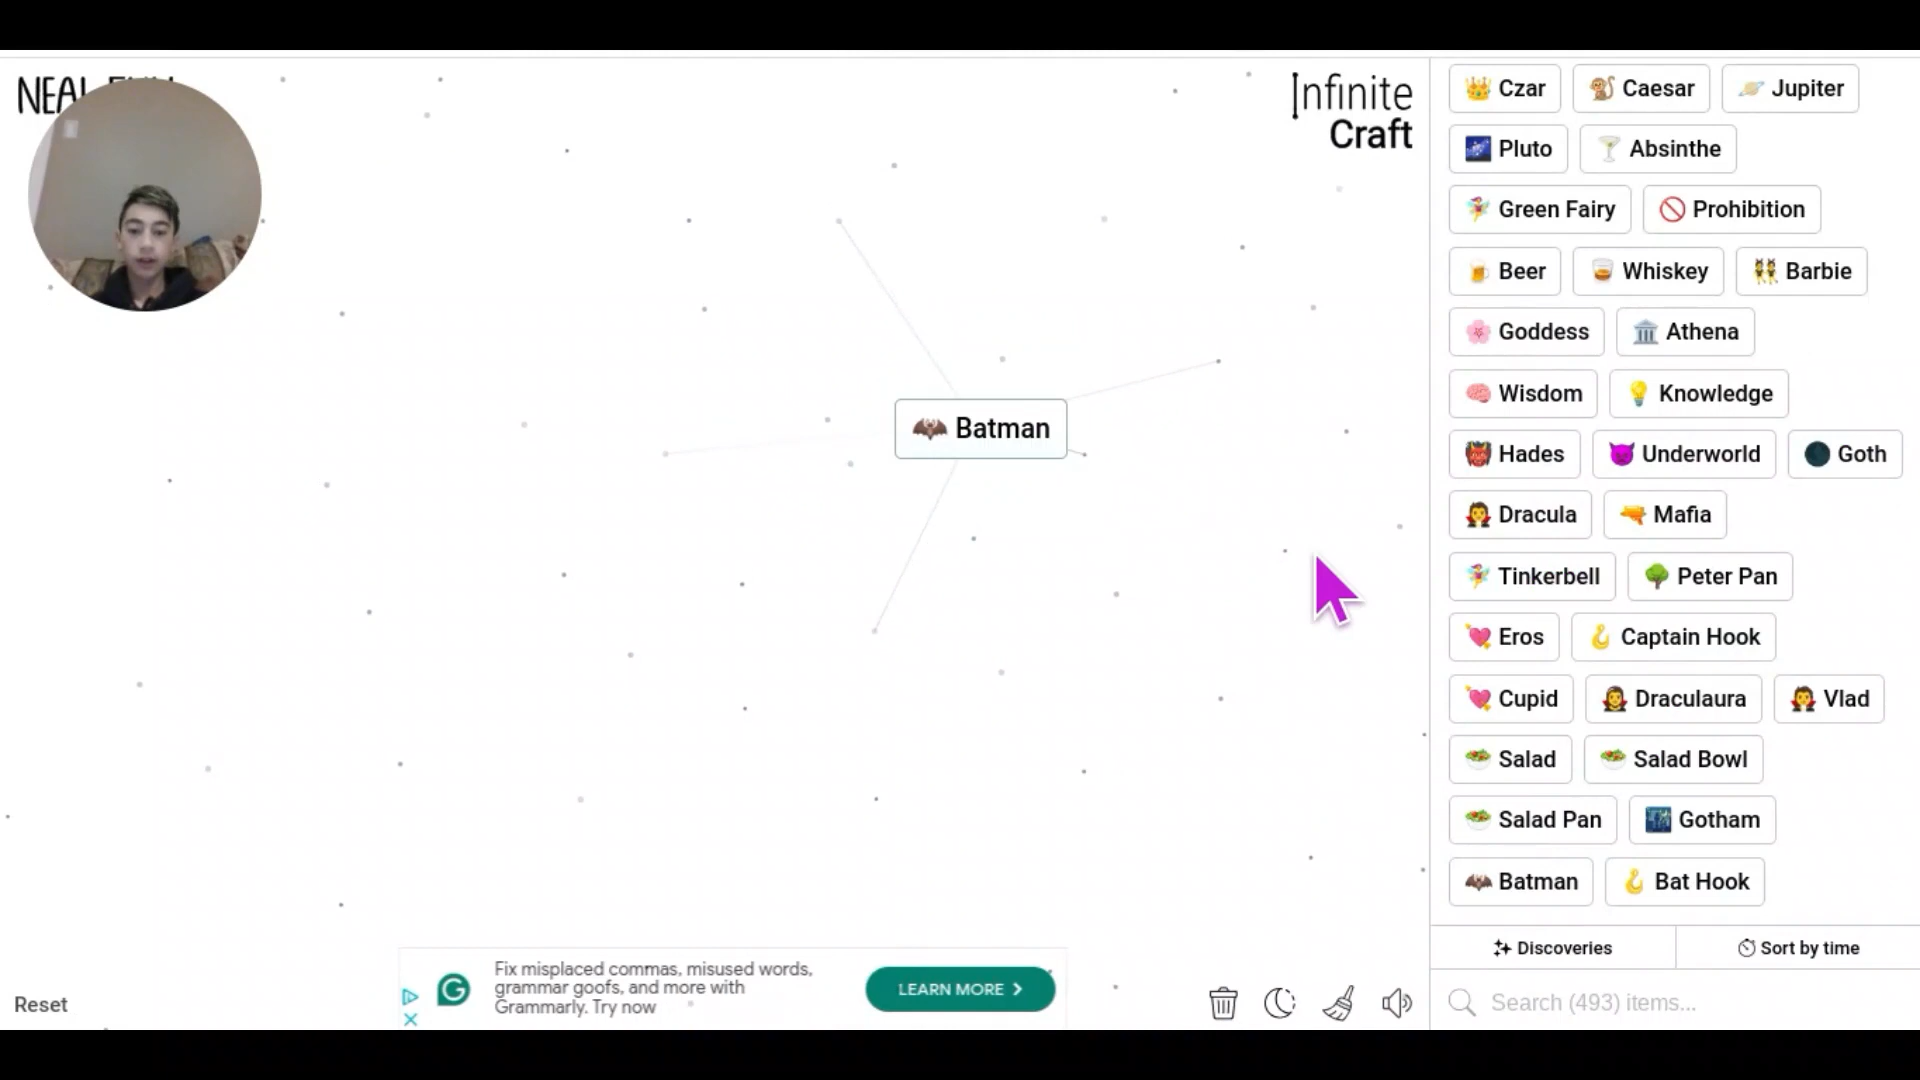 NEAL
Infinite
Craft
Czar Caesar Jupiter
Pluto Absinthe
Green Fairy Prohibition
Beer Whiskey Barbie
Goddess Athena
Wisdom Knowledge
Hades Underworld Goth
Dracula Mafia
Tinkerbell Peter Pan
Eros Captain Hook
Cupid Draculaura Vlad
Salad Salad Bowl
Salad Pan Gotham
Batman Bat Hook
Batman
Discoveries Sort by time
Search (493) items...
Fix misplaced commas, misused words,
grammar goofs, and more with
Grammarly. Try now
LEARN MORE
Reset